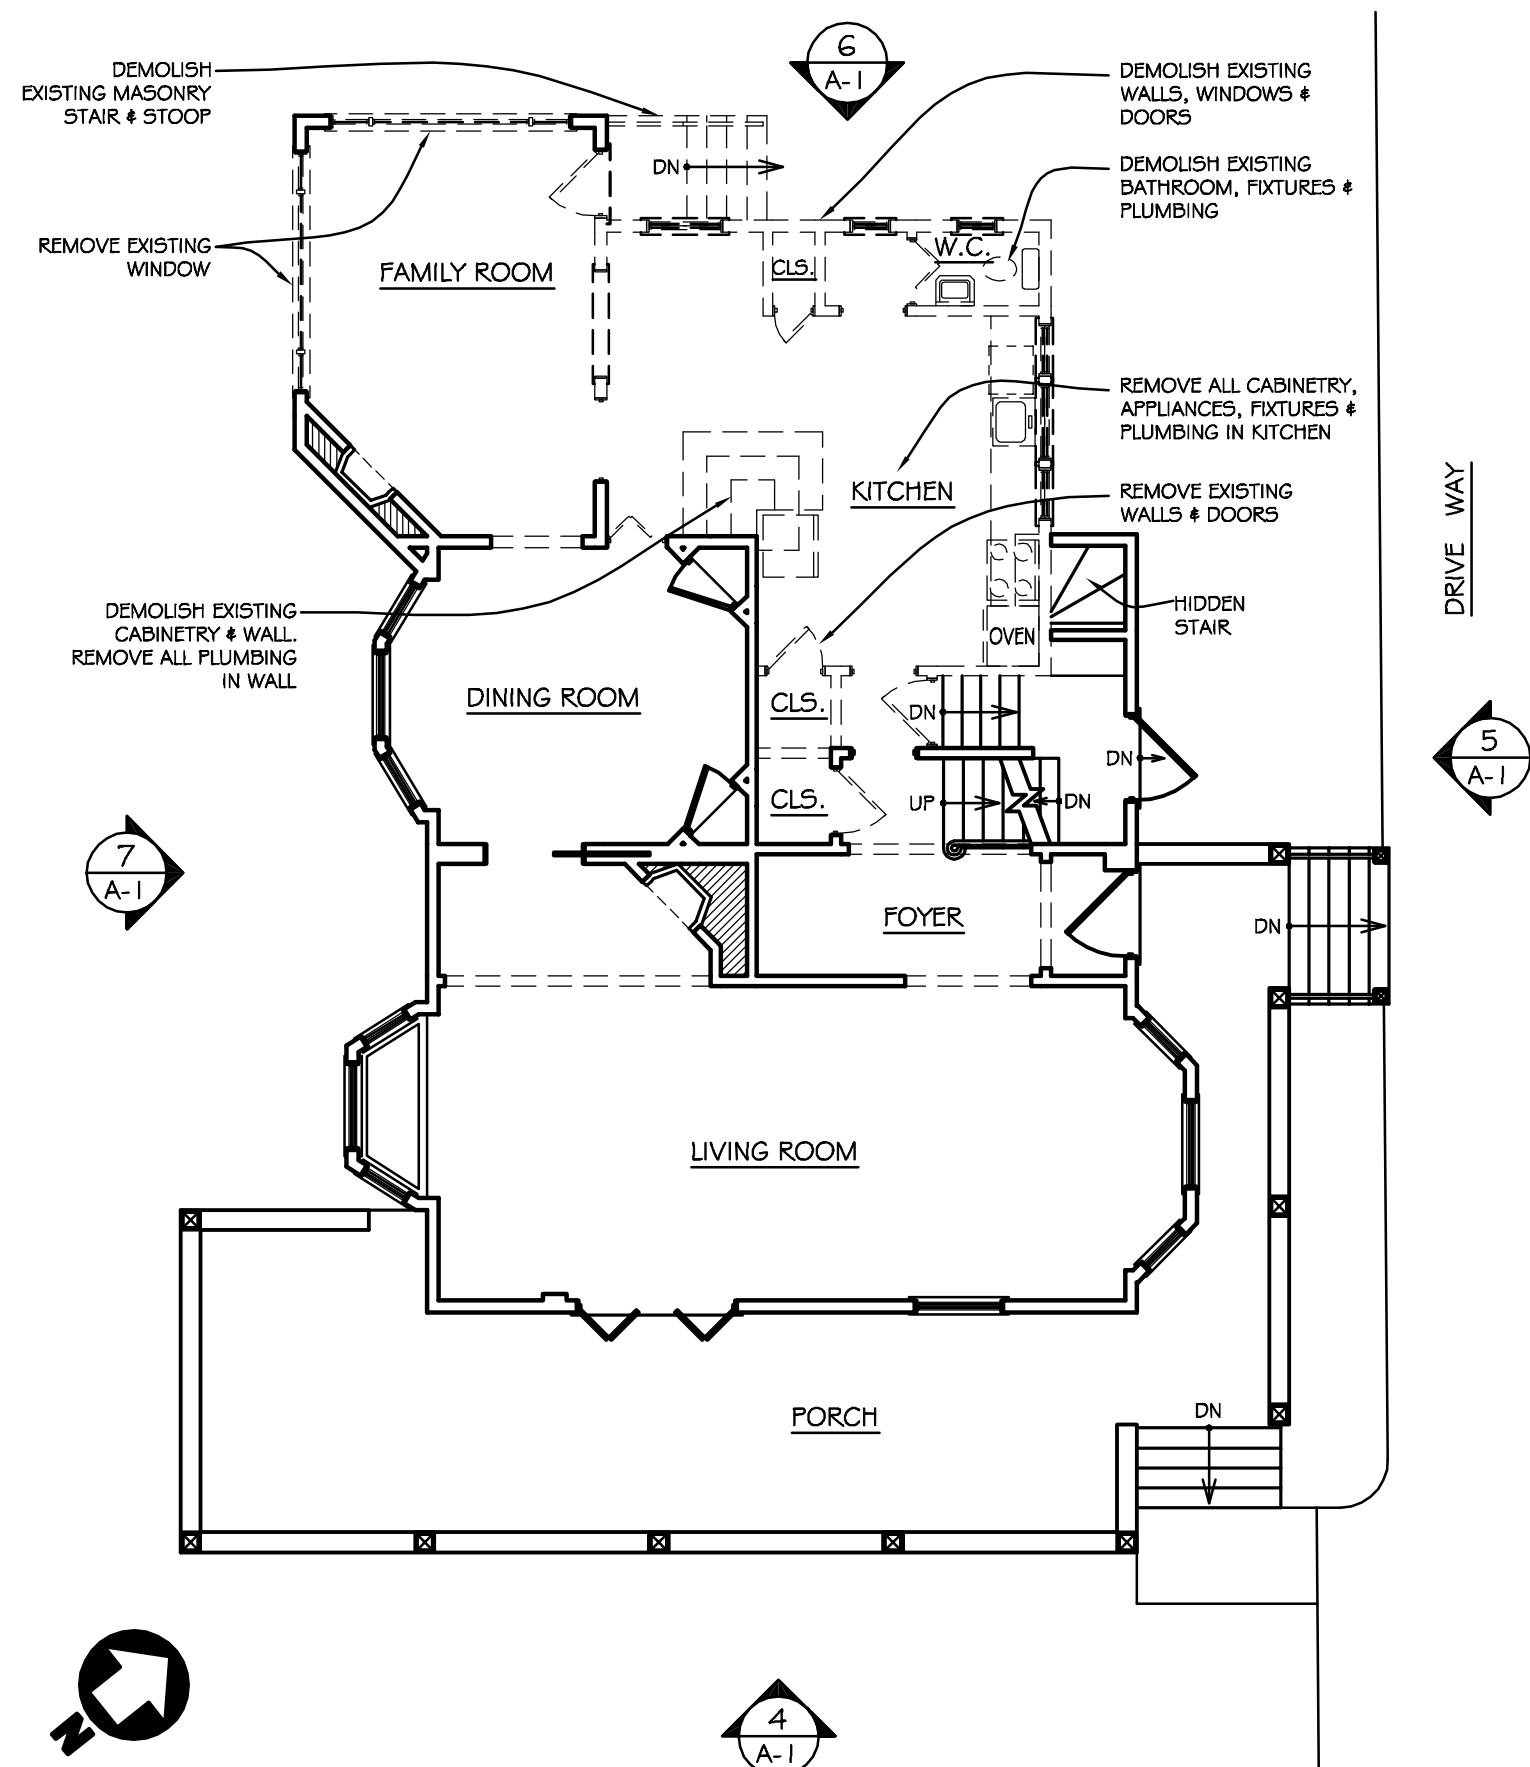 6
A-1
DEMOLISH
EXISTING MASONRY
STAIR & STOOP
DEMOLISH EXISTING
WALLS, WINDOWS &
DOORS
DN
DEMOLISH EXISTING
BATHROOM, FIXTURES &
PLUMBING
REMOVE EXISTING
WINDOW
FAMILY ROOM
CLS.
W.C.
REMOVE ALL CABINETRY,
APPLIANCES, FIXTURES &
PLUMBING IN KITCHEN
KITCHEN
REMOVE EXISTING
WALLS & DOORS
DRIVE WAY
DEMOLISH EXISTING
CABINETRY & WALL.
REMOVE ALL PLUMBING
IN WALL
HIDDEN
STAIR
OVEN
DINING ROOM
CLS.
DN
DN
5
A-1
CLS.
UP
DN
7
A-1
FOYER
DN
LIVING ROOM
PORCH
DN
N
4
A-1